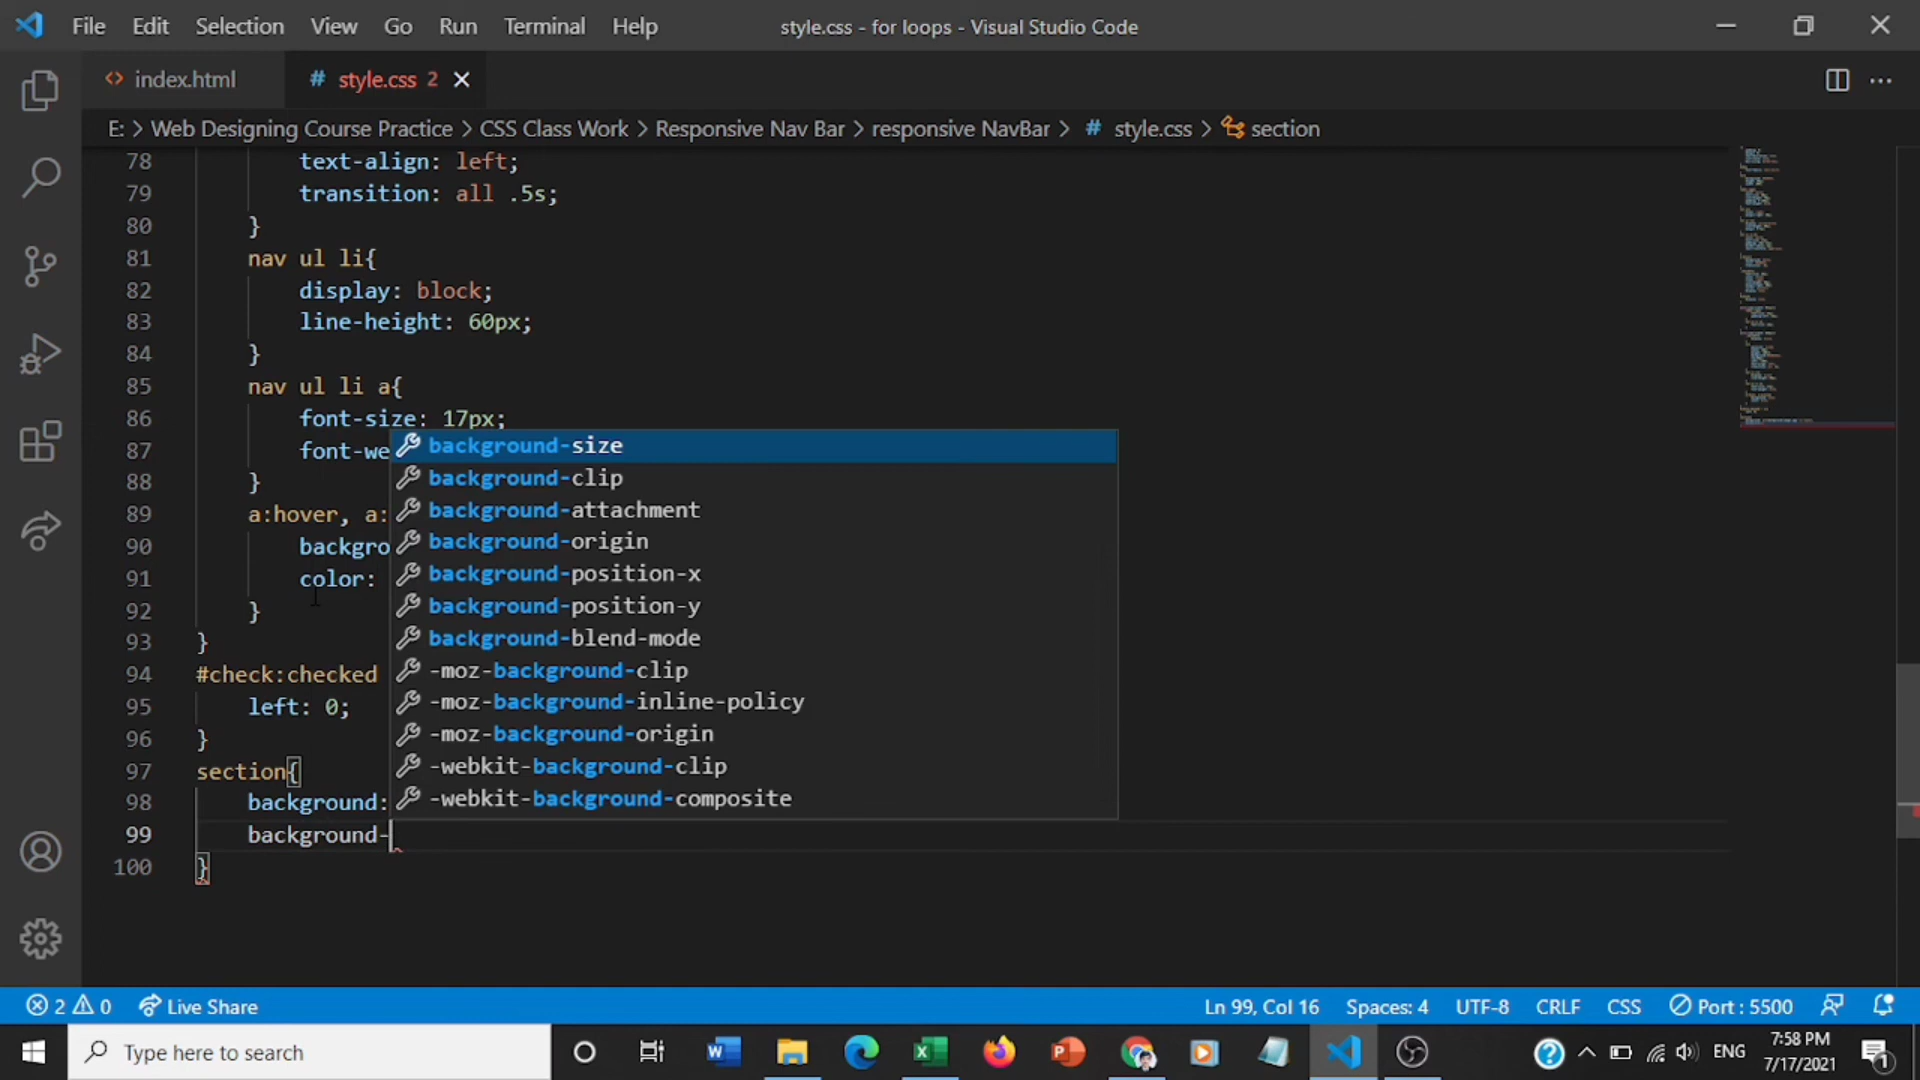 File Edit Selection View Go Run Terminal Help style.css - for loops - Visual Studio Code
<> index.html # style.css 2
E: > Web Designing Course Practice > CSS Class Work > Responsive Nav Bar > responsive NavBar > # style.css > section
78 text-align: left;
79 transition: all .5s;
80 }
81 nav ul li{
82 display: block;
83 line-height: 60px;
84 }
85 nav ul li a{
86 font-size: 17px;
87 font-we
background-size
background-clip
88 }
background-attachment
89 a:hover, a:
background-origin
90 backgro
background-position-x
91 color:
background-position-y
92 }
background-blend-mode
93 }
-moz-background-clip
94 #check:checked
-moz-background-inline-policy
95 left: 0;
-moz-background-origin
96 }
-webkit-background-clip
97 section{
-webkit-background-composite
98 background:
99 background-
100 }
2 0 Live Share Ln 99, Col 16 Spaces: 4 UTF-8 CRLF CSS Port : 5500
Type here to search ENG 7:58 PM
7/17/2021 1